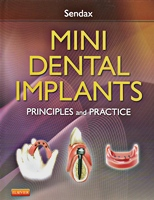 Sendax
MINI
DENTAL
IMPLANTS
PRINCIPLES and PRACTICE
ELSEVIER